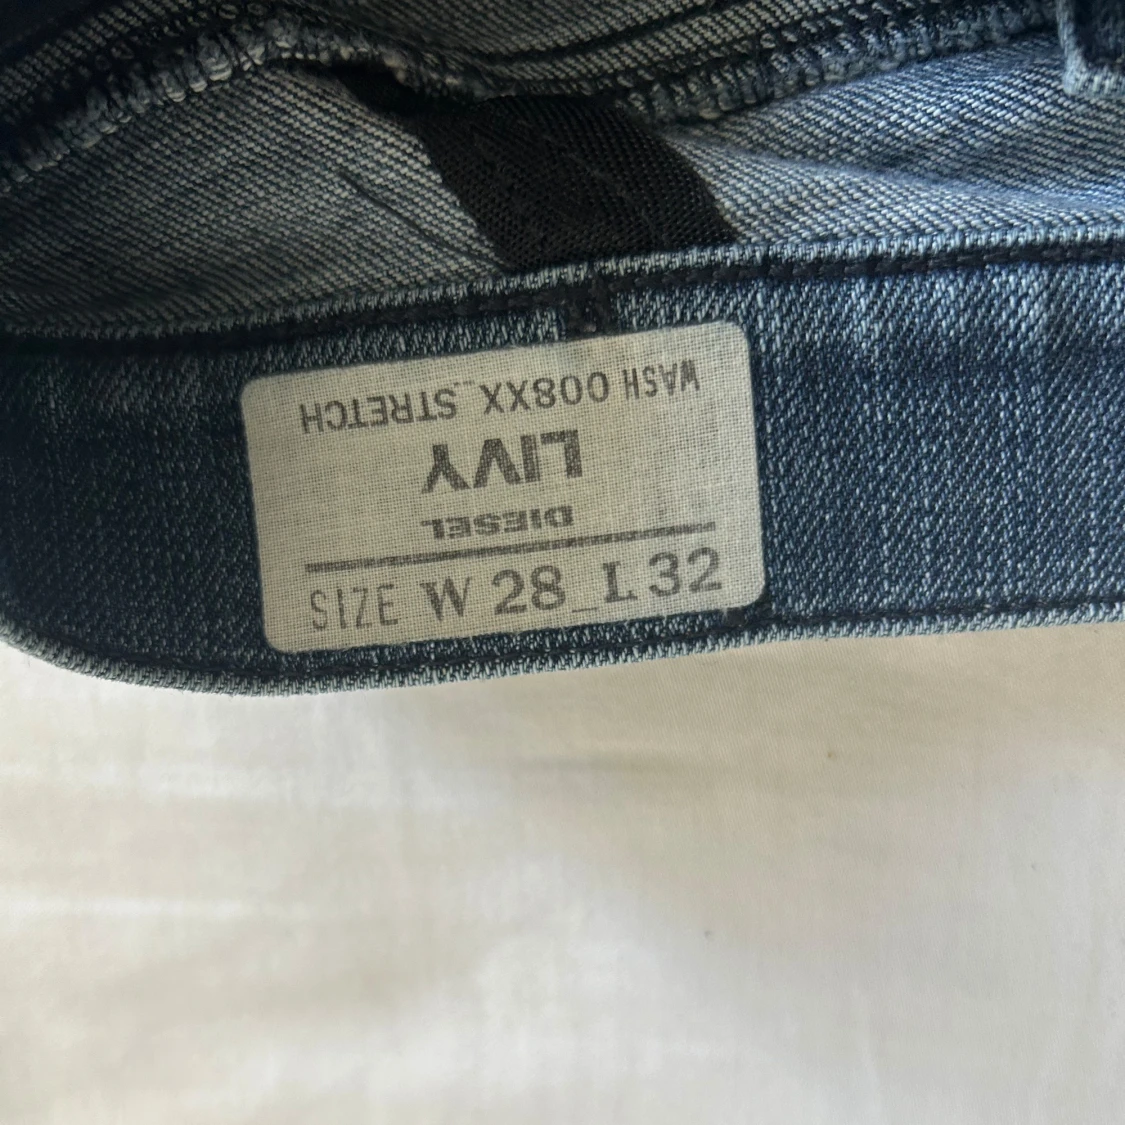 WASH 008XX_STRETCH
LIVY
DIESEL
SIZE W 28_L 32